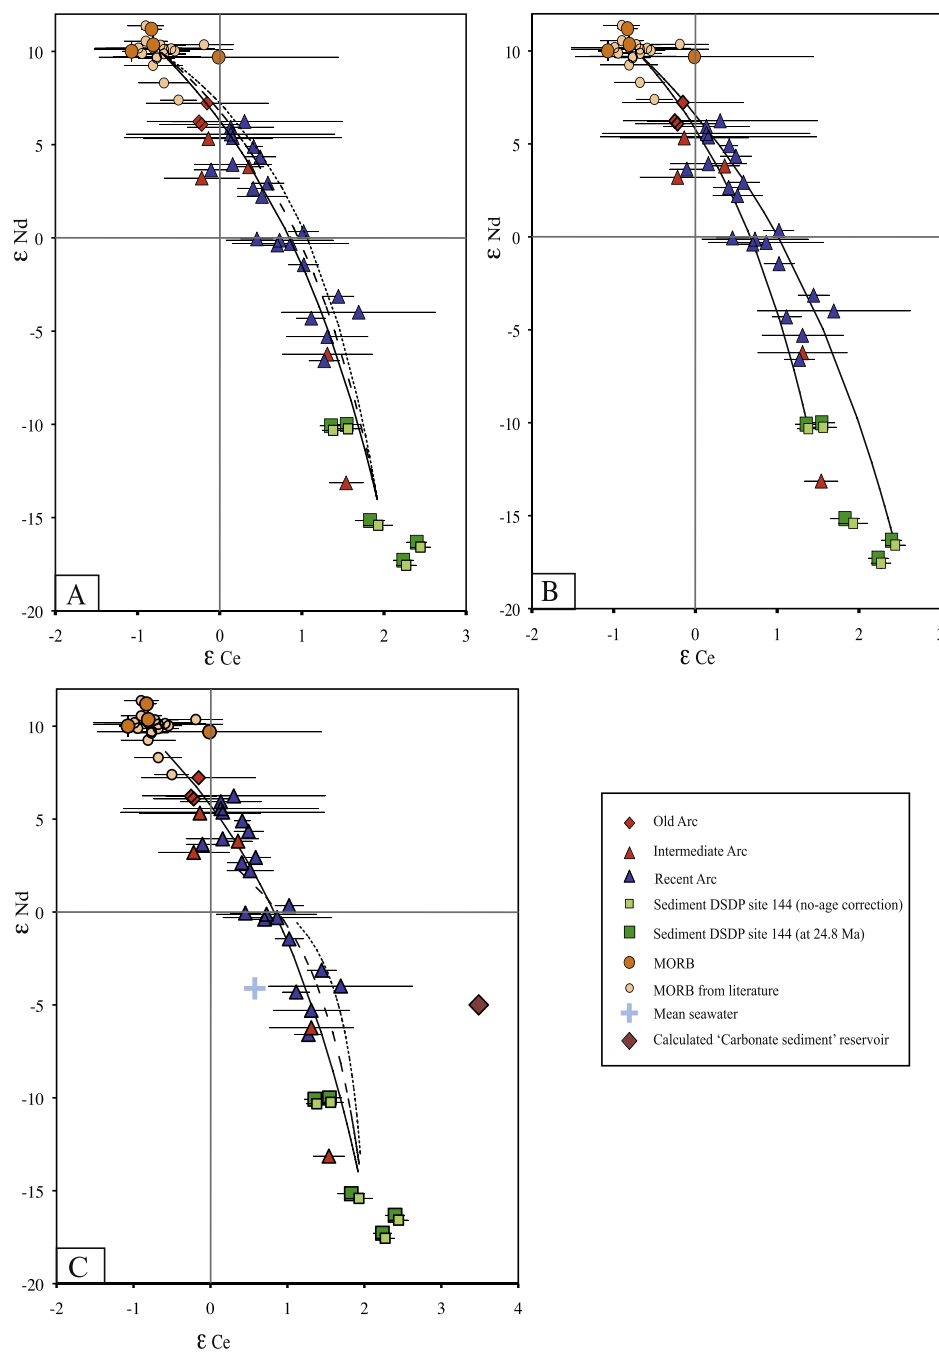 10
5
0
-5
-10
-15
-20
ε Nd
A
-2
-1
0
1
2
3
ε Ce
10
5
0
-5
-10
-15
-20
ε Nd
B
-2
-1
0
1
2
3
ε Ce
10
5
0
-5
-10
-15
-20
ε Nd
C
-2
-1
0
1
2
3
4
ε Ce
Old Arc
Intermediate Arc
Recent Arc
Sediment DSDP site 144 (no-age correction)
Sediment DSDP site 144 (at 24.8 Ma)
MORB
MORB from literature
Mean seawater
Calculated 'Carbonate sediment' reservoir